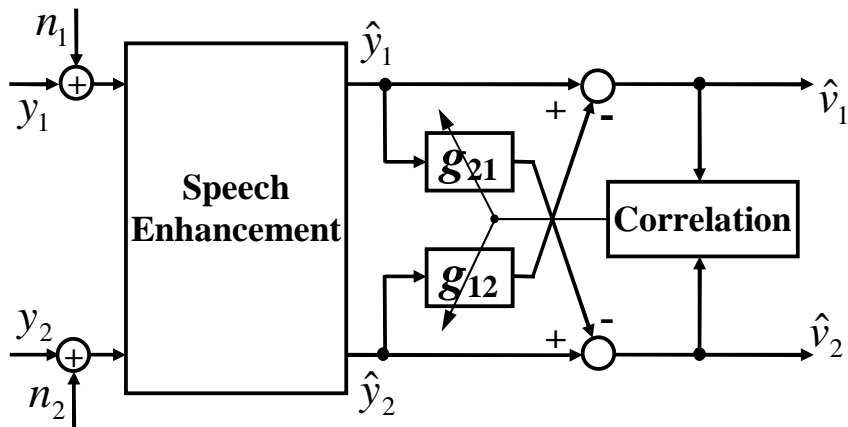 n₁
y₁
+
Speech
Enhancement
ŷ₁
+
-
v̂₁
g₂₁
Correlation
g₁₂
y₂
+
n₂
ŷ₂
+
-
v̂₂